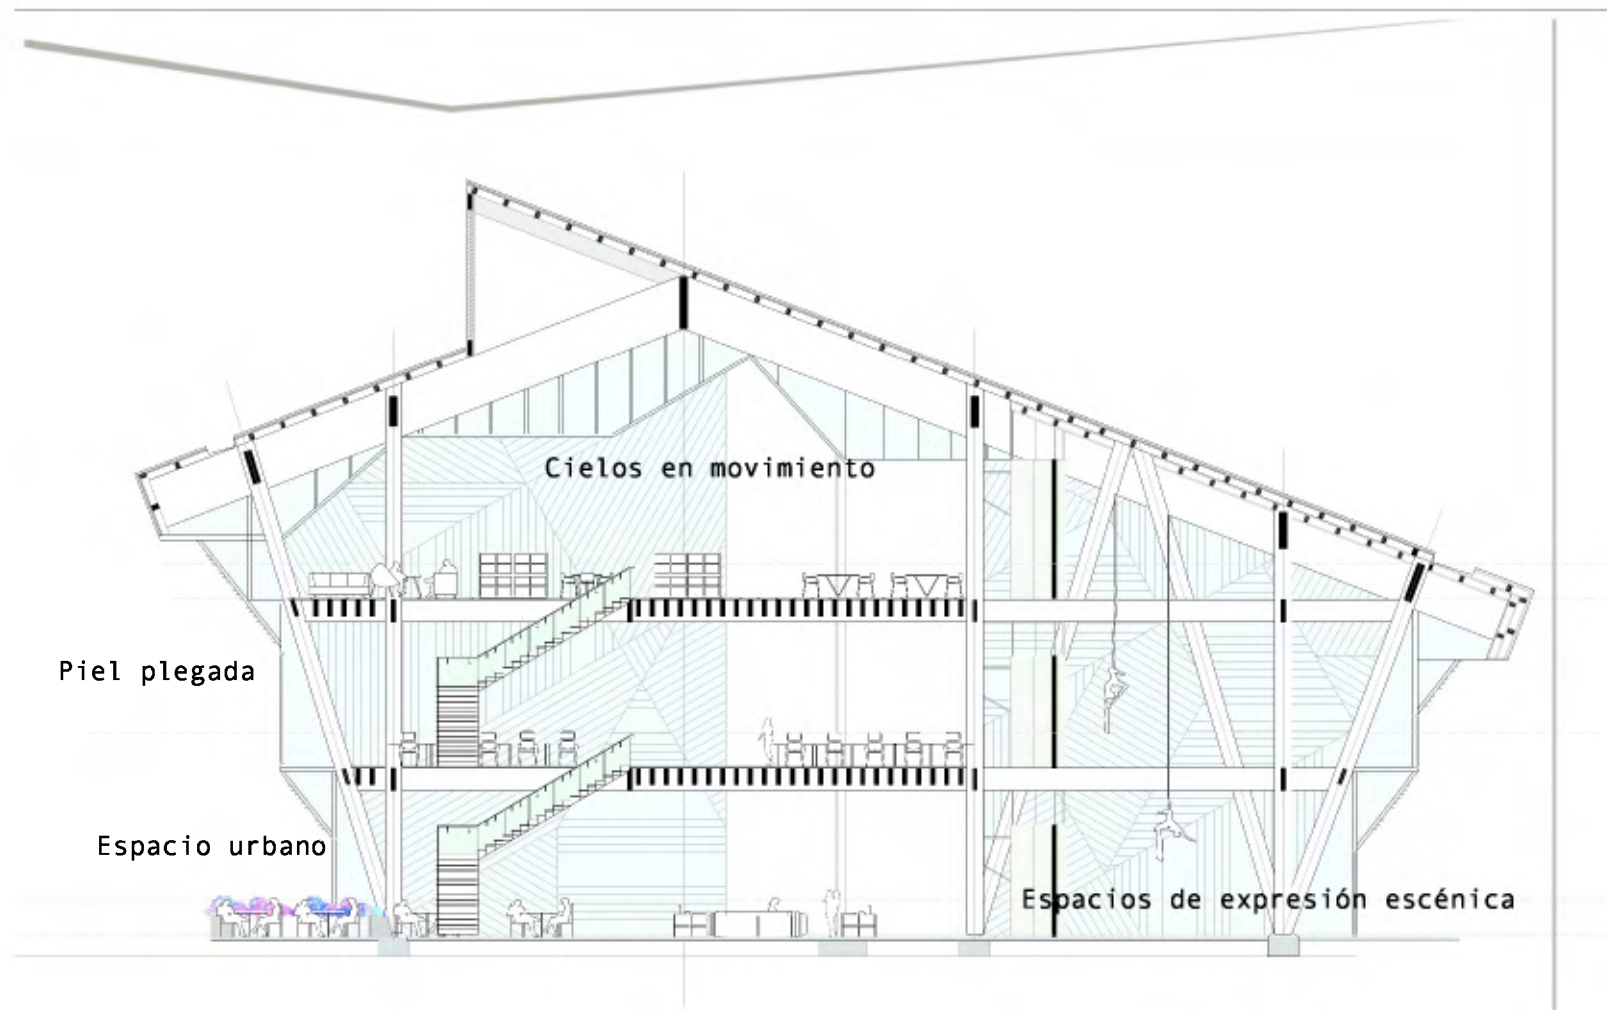 Cielos en movimiento
Piel plegada
Espacio urbano
Espacios de expresión escénica